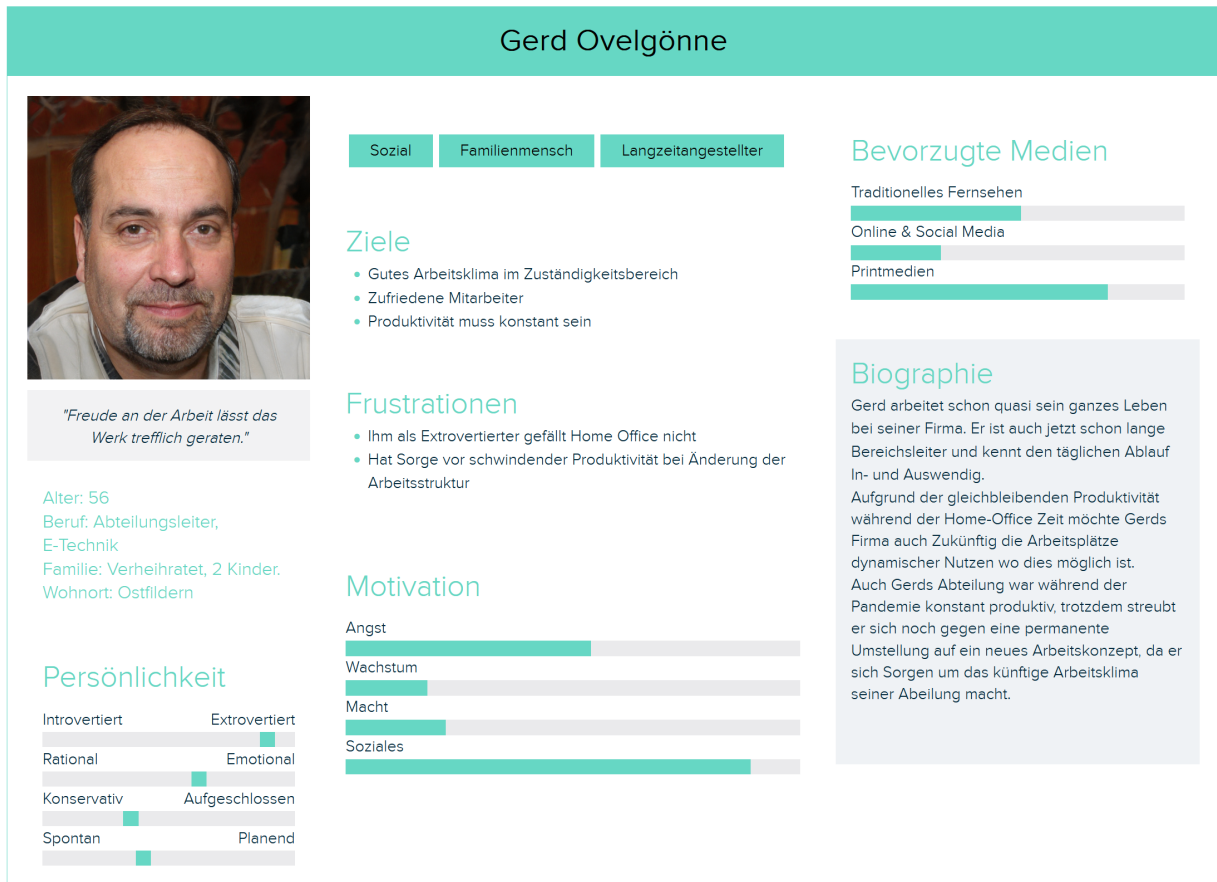 Gerd Ovelgönne
"Freude an der Arbeit lässt das
Werk trefflich geraten."
Alter: 56
Beruf: Abteilungsleiter,
E-Technik
Familie: Verheihratet, 2 Kinder.
Wohnort: Ostfildern
Persönlichkeit
Introvertiert Extrovertiert
Rational Emotional
Konservativ Aufgeschlossen
Spontan Planend
Sozial Familienmensch Langzeitangestellter
Ziele
Gutes Arbeitsklima im Zuständigkeitsbereich
Zufriedene Mitarbeiter
Produktivität muss konstant sein
Frustrationen
Ihm als Extrovertierter gefällt Home Office nicht
Hat Sorge vor schwindender Produktivität bei Änderung der
Arbeitsstruktur
Motivation
Angst
Wachstum
Macht
Soziales
Bevorzugte Medien
Traditionelles Fernsehen
Online & Social Media
Printmedien
Biographie
Gerd arbeitet schon quasi sein ganzes Leben
bei seiner Firma. Er ist auch jetzt schon lange
Bereichsleiter und kennt den täglichen Ablauf
In- und Auswendig.
Aufgrund der gleichbleibenden Produktivität
während der Home-Office Zeit möchte Gerds
Firma auch Zukünftig die Arbeitsplätze
dynamischer Nutzen wo dies möglich ist.
Auch Gerds Abteilung war während der
Pandemie konstant produktiv, trotzdem streubt
er sich noch gegen eine permanente
Umstellung auf ein neues Arbeitskonzept, da er
sich Sorgen um das künftige Arbeitsklima
seiner Abeilung macht.